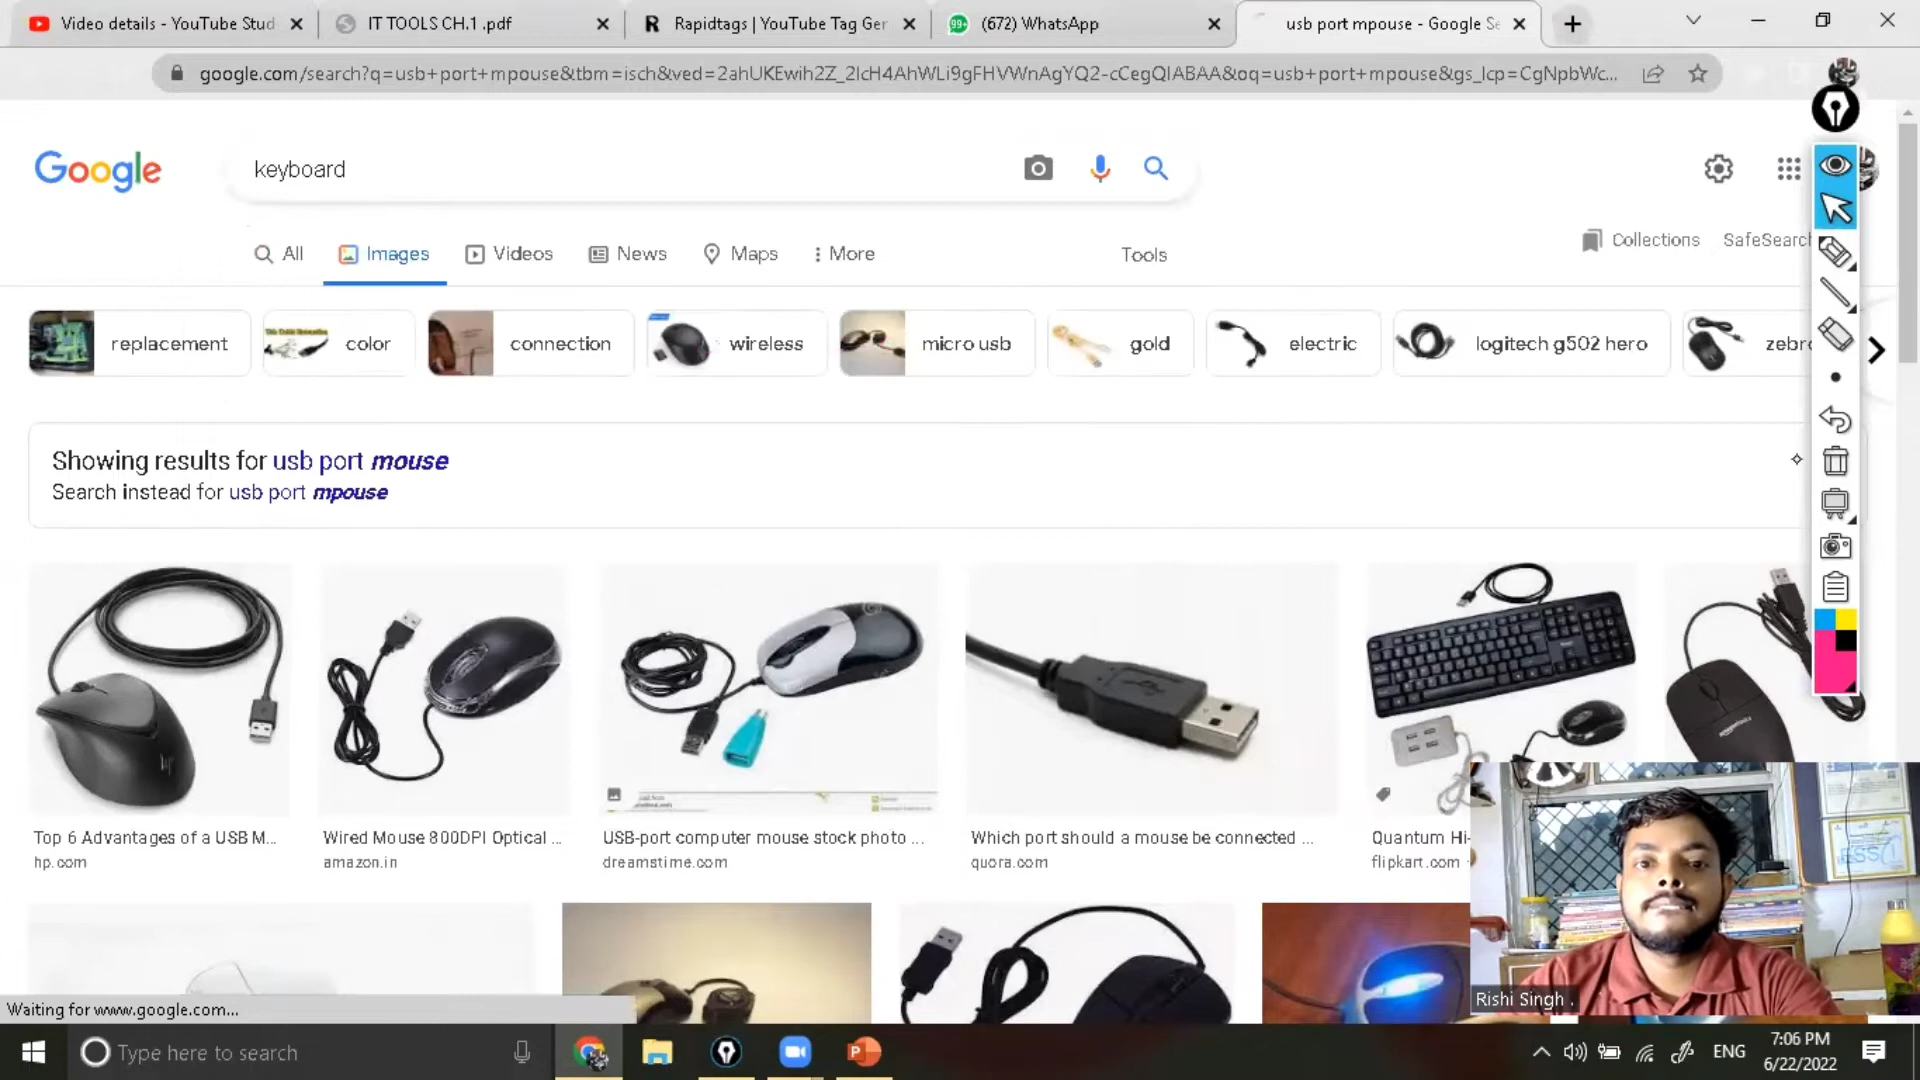 Video details - YouTube Stud
IT TOOLS CH.1 .pdf
Rapidtags | YouTube Tag Ger
99+
(672) WhatsApp
usb port mpouse - Google Se
google.com/search?q=usb+port+mpouse&tbm=isch&ved=2ahUKEwih2Z_2lcH4AhWLi9gFHVWnAgYQ2-cCegQIABAA&oq=usb+port+mpouse&gs_lcp=CgNpbWc...
Google
keyboard
All
Images
Videos
News
Maps
More
Tools
Collections
SafeSearch
replacement
color
connection
wireless
micro usb
gold
electric
logitech g502 hero
zebro
Showing results for usb port mouse
Search instead for usb port mpouse
Top 6 Advantages of a USB M...
hp.com
Wired Mouse 800DPI Optical ...
amazon.in
USB-port computer mouse stock photo ...
dreamstime.com
Which port should a mouse be connected ...
quora.com
Quantum Hi-
flipkart.com
Rishi Singh .
Waiting for www.google.com...
Type here to search
ENG
7:06 PM
6/22/2022